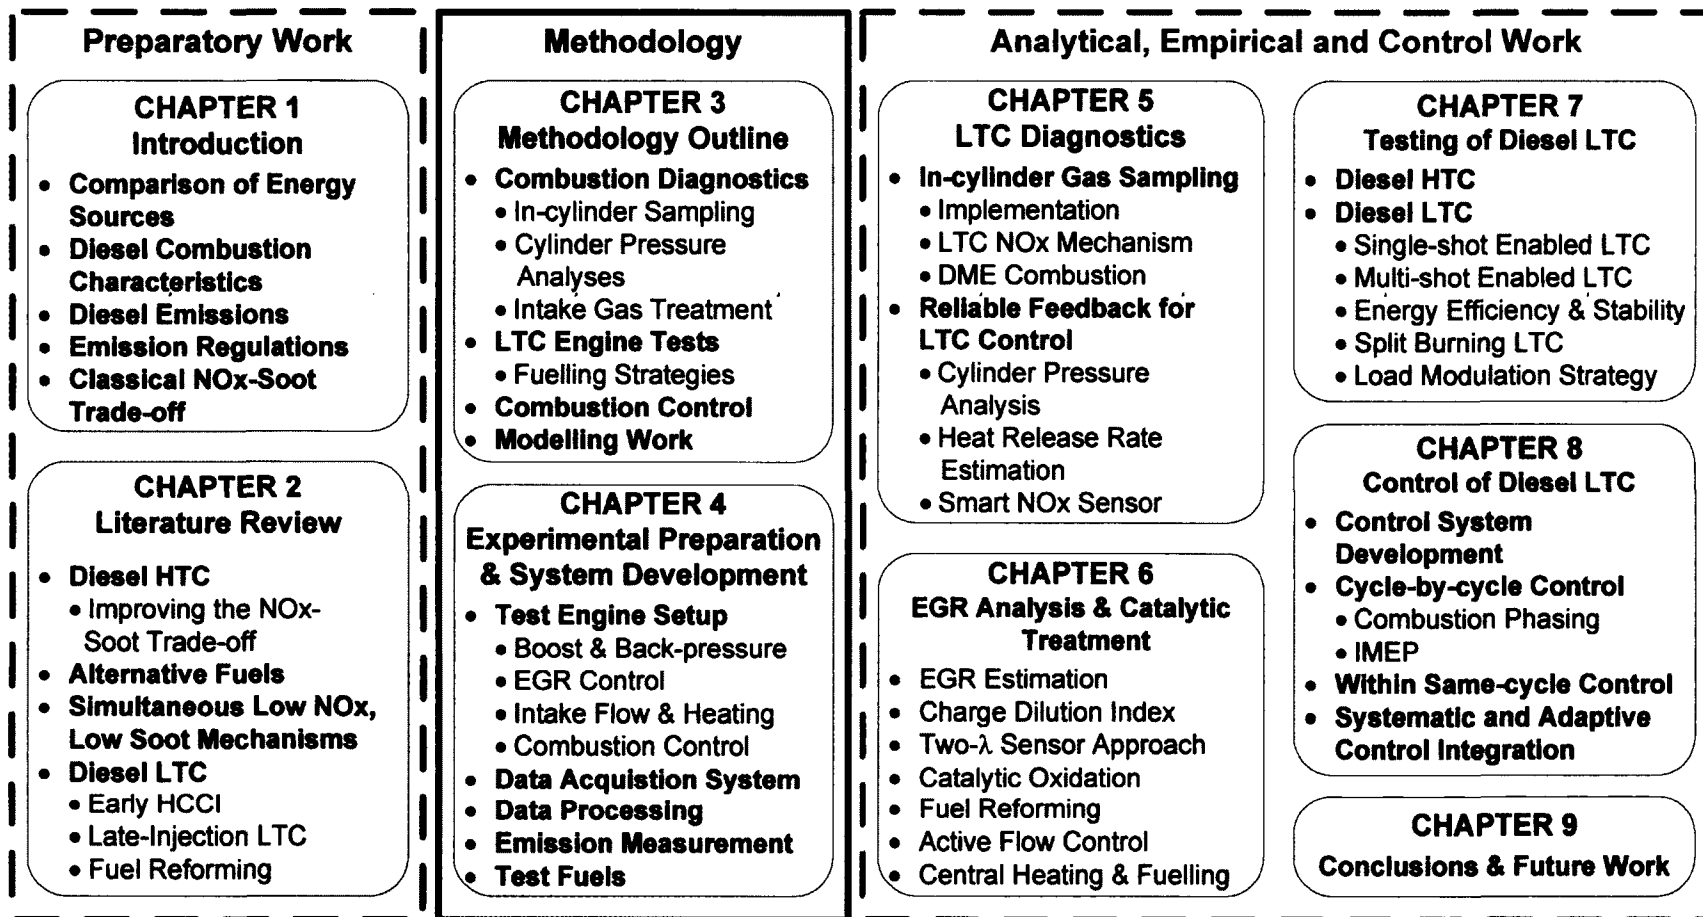 Preparatory Work
CHAPTER 1
Introduction
• Comparison of Energy
Sources
• Diesel Combustion
Characteristics
• Diesel Emissions
• Emission Regulations
• Classical NOx-Soot
Trade-off
CHAPTER 2
Literature Review
• Diesel HTC
• Improving the NOx-
Soot Trade-off
• Alternative Fuels
• Simultaneous Low NOx,
Low Soot Mechanisms
• Diesel LTC
• Early HCCI
• Late-Injection LTC
• Fuel Reforming
Methodology
CHAPTER 3
Methodology Outline
• Combustion Diagnostics
• In-cylinder Sampling
• Cylinder Pressure
Analyses
• Intake Gas Treatment
• LTC Engine Tests
• Fuelling Strategies
• Combustion Control
• Modelling Work
CHAPTER 4
Experimental Preparation
& System Development
• Test Engine Setup
• Boost & Back-pressure
• EGR Control
• Intake Flow & Heating
• Combustion Control
• Data Acquistion System
• Data Processing
• Emission Measurement
• Test Fuels
Analytical, Empirical and Control Work
CHAPTER 5
LTC Diagnostics
• In-cylinder Gas Sampling
• Implementation
• LTC NOx Mechanism
• DME Combustion
• Reliable Feedback for
LTC Control
• Cylinder Pressure
Analysis
• Heat Release Rate
Estimation
• Smart NOx Sensor
CHAPTER 6
EGR Analysis & Catalytic
Treatment
• EGR Estimation
• Charge Dilution Index
• Two-λ Sensor Approach
• Catalytic Oxidation
• Fuel Reforming
• Active Flow Control
• Central Heating & Fuelling
CHAPTER 7
Testing of Diesel LTC
• Diesel HTC
• Diesel LTC
• Single-shot Enabled LTC
• Multi-shot Enabled LTC
• Energy Efficiency & Stability
• Split Burning LTC
• Load Modulation Strategy
CHAPTER 8
Control of Diesel LTC
• Control System
Development
• Cycle-by-cycle Control
• Combustion Phasing
• IMEP
• Within Same-cycle Control
• Systematic and Adaptive
Control Integration
CHAPTER 9
Conclusions & Future Work